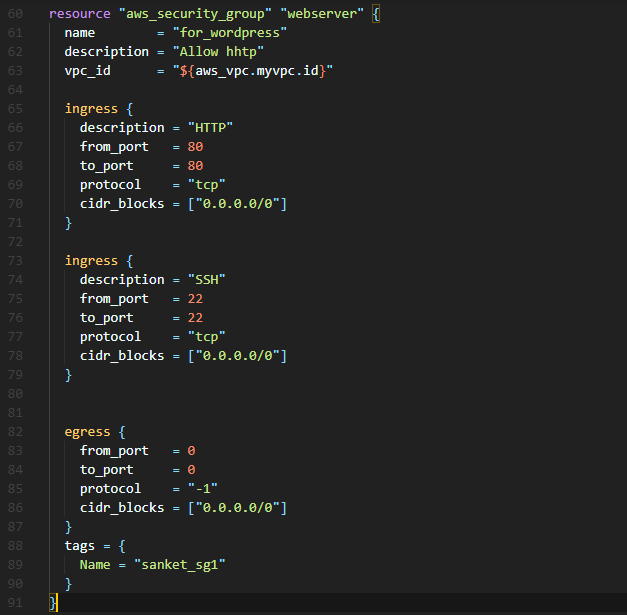 60 resource "aws_security_group" "webserver" {
61   name        = "for_wordpress"
62   description = "Allow hhtp"
63   vpc_id      = "${aws_vpc.myvpc.id}"
64
65   ingress {
66     description = "HTTP"
67     from_port   = 80
68     to_port     = 80
69     protocol    = "tcp"
70     cidr_blocks = ["0.0.0.0/0"]
71   }
72
73   ingress {
74     description = "SSH"
75     from_port   = 22
76     to_port     = 22
77     protocol    = "tcp"
78     cidr_blocks = ["0.0.0.0/0"]
79   }
80
81
82   egress {
83     from_port   = 0
84     to_port     = 0
85     protocol    = "-1"
86     cidr_blocks = ["0.0.0.0/0"]
87   }
88   tags = {
89     Name = "sanket_sg1"
90   }
91 }